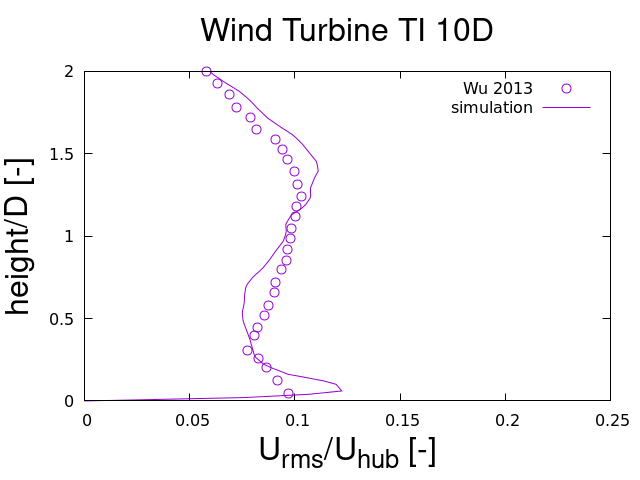 Wind Turbine TI 10D
2
Wu 2013
simulation
1.5
1
0.5
0
height/D [-]
0 0.05 0.1 0.15 0.2 0.25
Urms/Uhub [-]